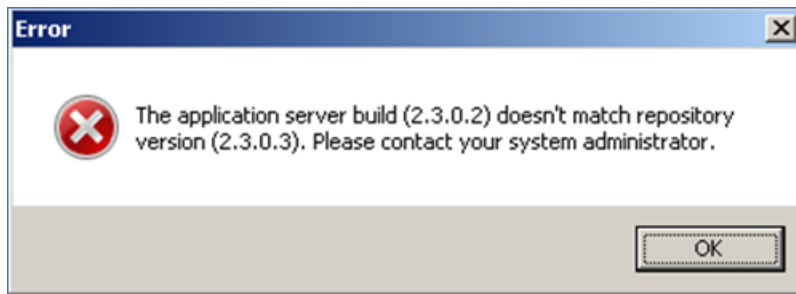 Error
The application server build (2.3.0.2) doesn't match repository
version (2.3.0.3). Please contact your system administrator.
OK